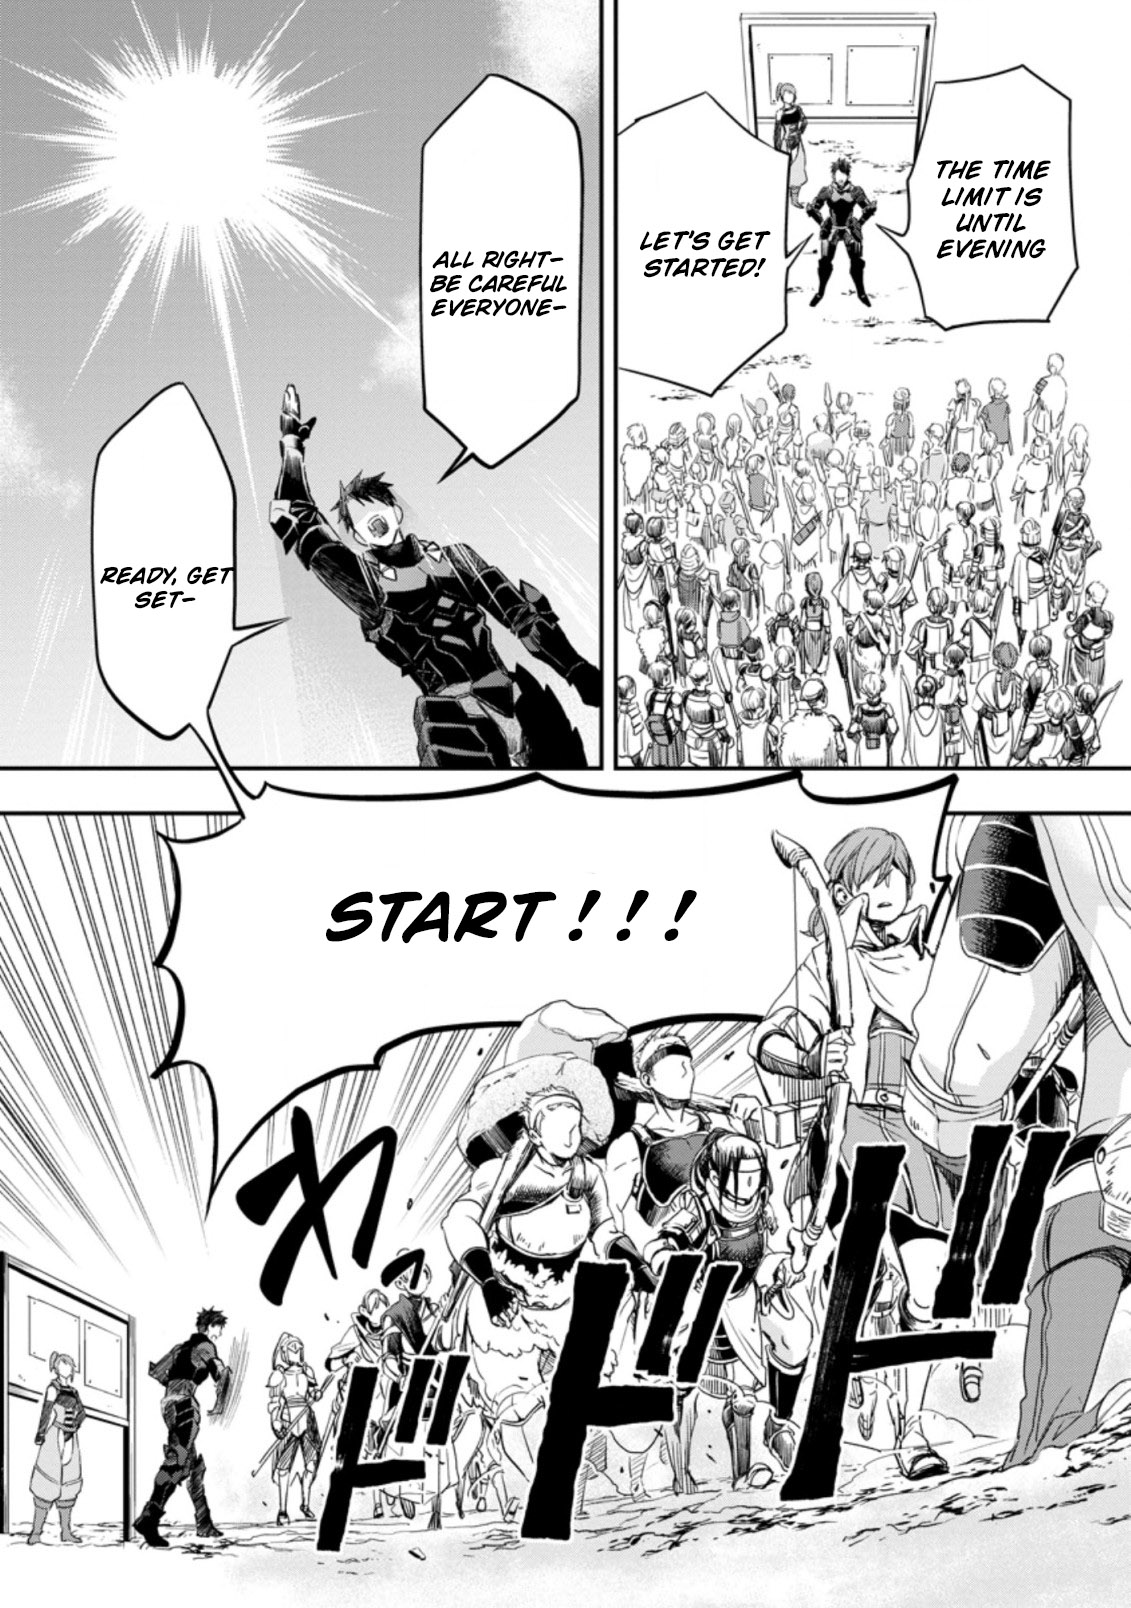 THE TIME
LIMIT IS
UNTIL
EVENING
LET'S GET
STARTED!
ALL RIGHT-
BE CAREFUL
EVERYONE-
READY, GET
SET-
START!!!
わっ
ドドドドド